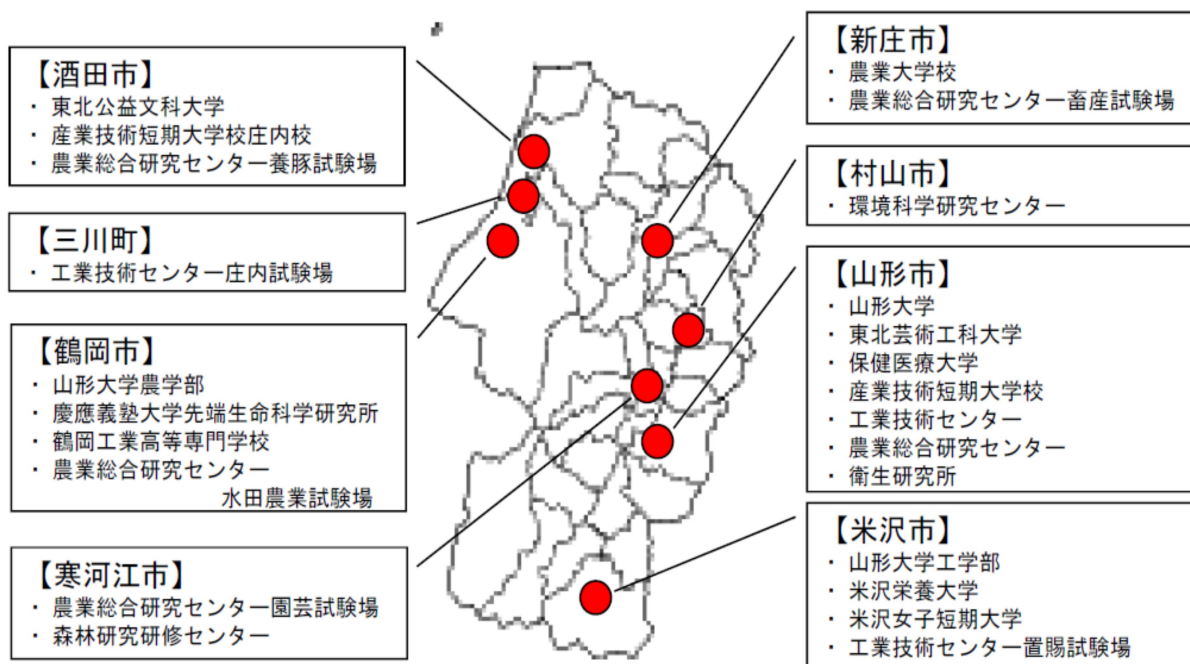 【酒田市】
・ 東北公益文科大学
・ 産業技術短期大学校庄内校
・ 農業総合研究センター養豚試験場
【三川町】
・ 工業技術センター庄内試験場
【鶴岡市】
・ 山形大学農学部
・ 慶應義塾大学先端生命科学研究所
・ 鶴岡工業高等専門学校
・ 農業総合研究センター
水田農業試験場
【寒河江市】
・ 農業総合研究センター園芸試験場
・ 森林研究研修センター
【新庄市】
・ 農業大学校
・ 農業総合研究センター畜産試験場
【村山市】
・ 環境科学研究センター
【山形市】
・ 山形大学
・ 東北芸術工科大学
・ 保健医療大学
・ 産業技術短期大学校
・ 工業技術センター
・ 農業総合研究センター
・ 衛生研究所
【米沢市】
・ 山形大学工学部
・ 米沢栄養大学
・ 米沢女子短期大学
・ 工業技術センター置賜試験場